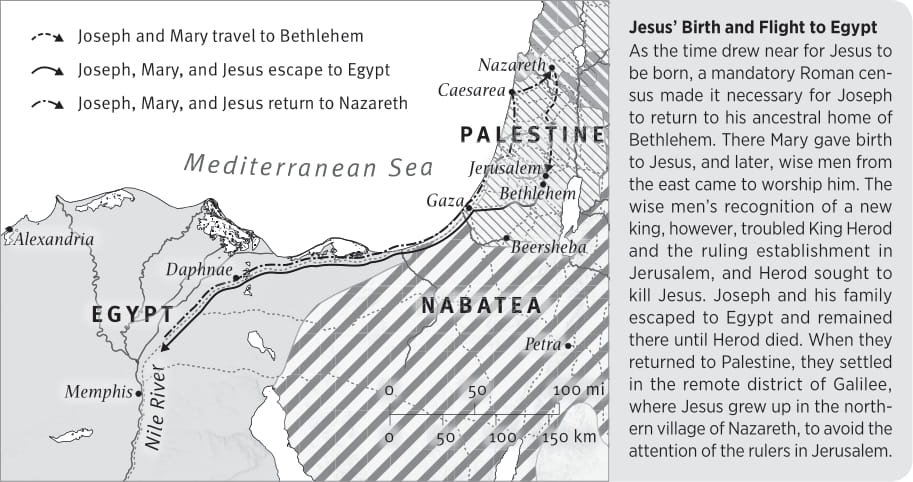 Joseph and Mary travel to Bethlehem
Joseph, Mary, and Jesus escape to Egypt
Joseph, Mary, and Jesus return to Nazareth
Nazareth
Caesarea
PALESTINE
Mediterranean Sea
Jerusalem
Bethlehem
Gaza
Alexandria
Beersheba
Daphnae
EGYPT
NABATEA
Petra
Memphis
Nile River
0 50 100 mi
0 50 100 150 km
Jesus’ Birth and Flight to Egypt
As the time drew near for Jesus to
be born, a mandatory Roman cen-
sus made it necessary for Joseph
to return to his ancestral home of
Bethlehem. There Mary gave birth
to Jesus, and later, wise men from
the east came to worship him. The
wise men’s recognition of a new
king, however, troubled King Herod
and the ruling establishment in
Jerusalem, and Herod sought to
kill Jesus. Joseph and his family
escaped to Egypt and remained
there until Herod died. When they
returned to Palestine, they settled
in the remote district of Galilee,
where Jesus grew up in the north-
ern village of Nazareth, to avoid the
attention of the rulers in Jerusalem.